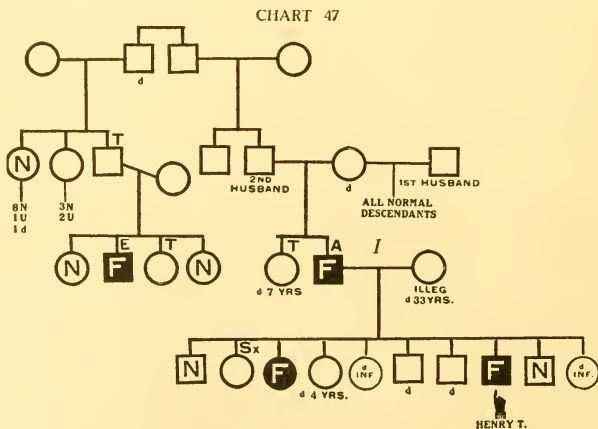 CHART 47
d
T
N
2ND
HUSBAND
d
1ST HUSBAND
6N
1U
1d
3N
2U
ALL NORMAL
DESCENDANTS
E
T
T
A
I
N
F
N
F
d 7 YRS
ILLEG
d 33 YRS.
Sx
N
F
d
INF
F
N
d
INF.
d 4 YRS.
d
d
HENRY T.